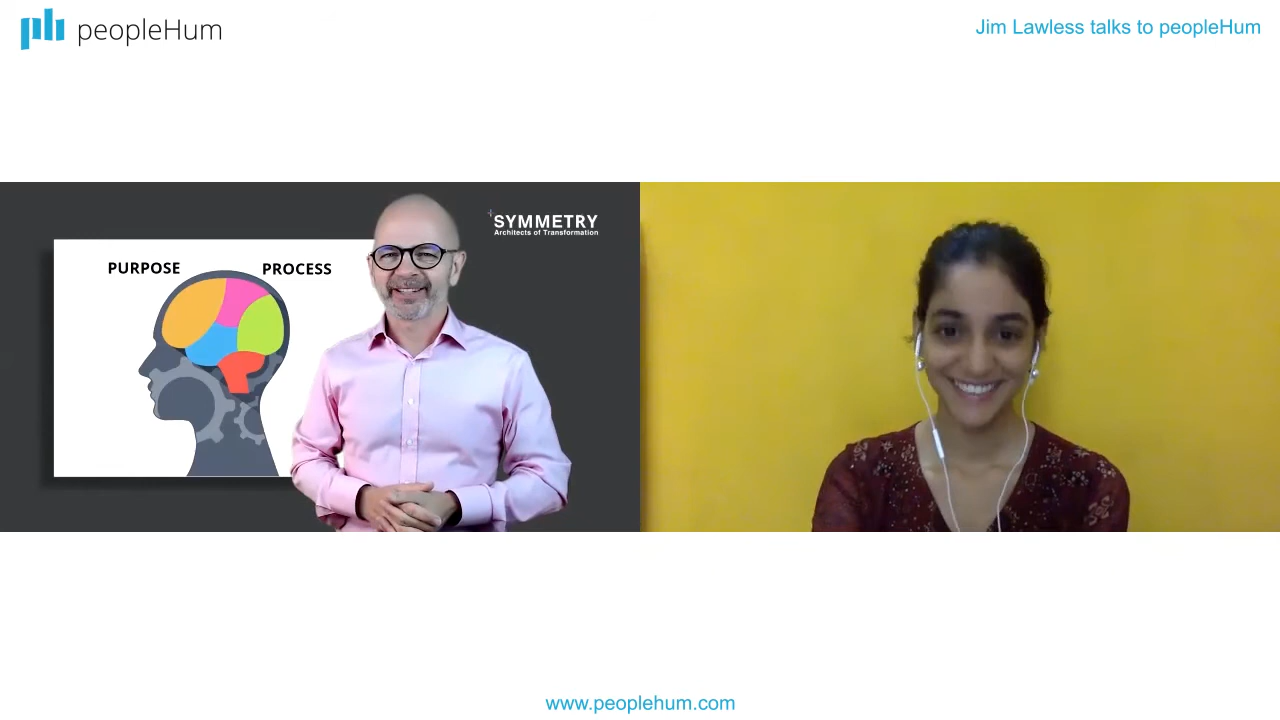 peopleHum
Jim Lawless talks to peopleHum
SYMMETRY
Architects of Transformation
PURPOSE
PROCESS
www.peoplehum.com